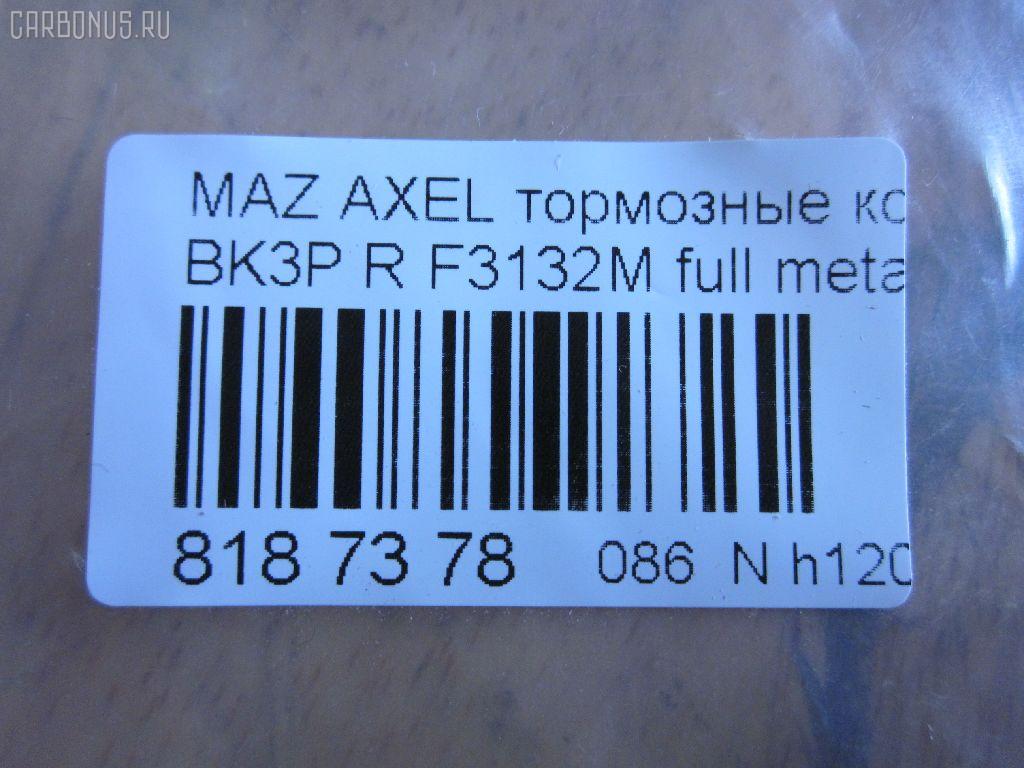 CARBONUS.RU
MAZ AXEL тормозные ко
BK3P R F3132M full meta
818 73 78 086 N h120